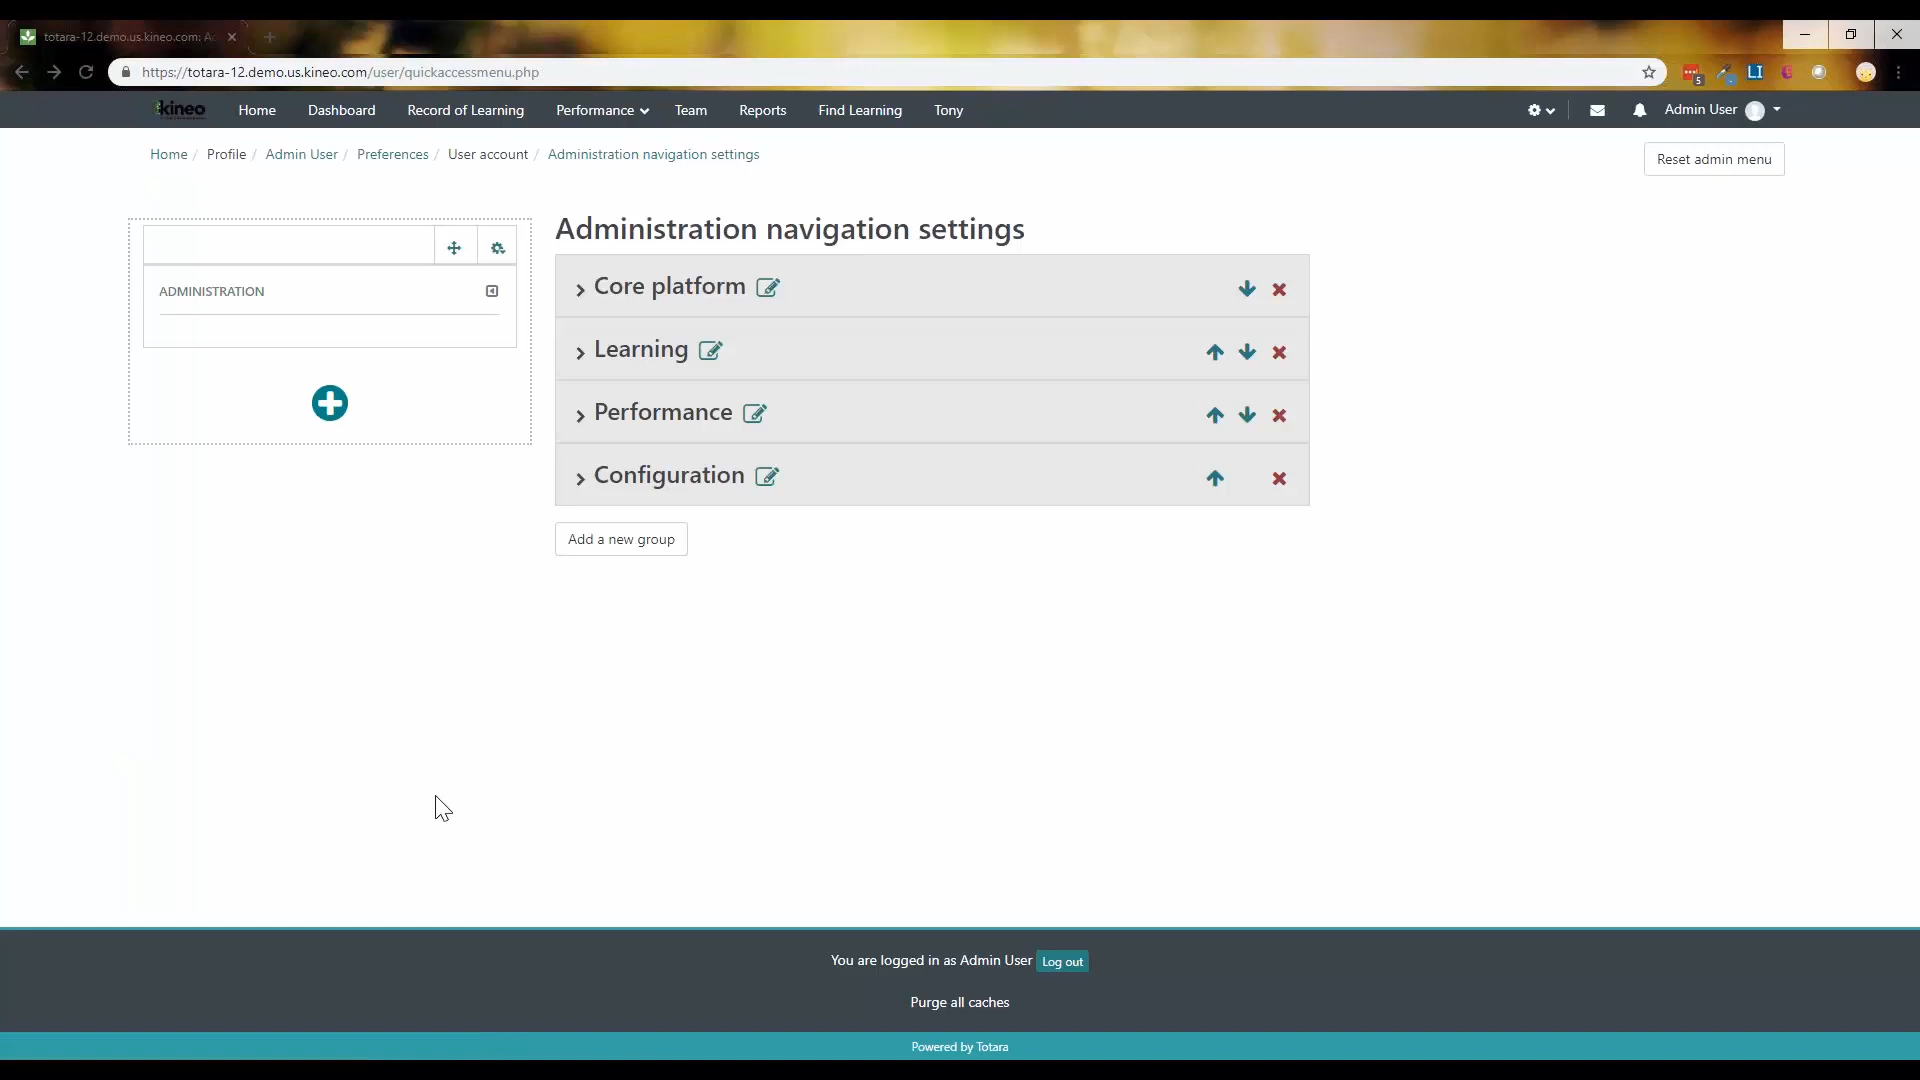 totara-12.demo.us.kineo.com: Ac
https://totara-12.demo.us.kineo.com/user/quickaccessmenu.php
5
LI
kineo Home Dashboard Record of Learning Performance Team Reports Find Learning Tony Admin User
Home / Profile / Admin User / Preferences / User account / Administration navigation settings
Reset admin menu
Administration navigation settings
ADMINISTRATION
Core platform
Learning
Performance
Configuration
Add a new group
You are logged in as Admin User Log out
Purge all caches
Powered by Totara